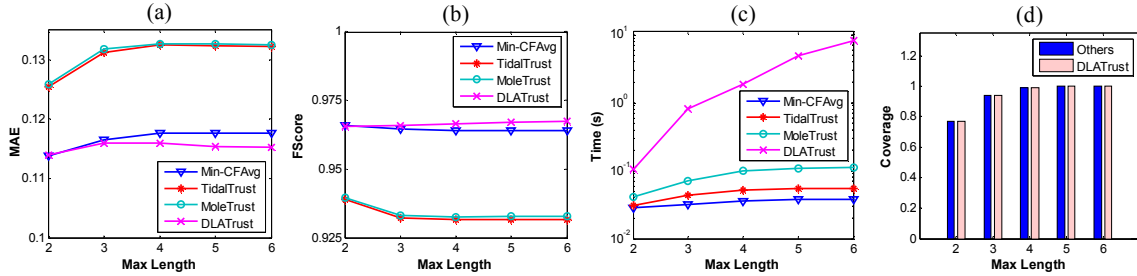 (a)
MAE
0.13
0.12
0.11
0.1
2 3 4 5 6
Max Length
Min-CFAvg
TidalTrust
MoleTrust
DLATrust
(b)
FScore
1
0.975
0.95
0.925
2 3 4 5 6
Max Length
Min-CFAvg
TidalTrust
MoleTrust
DLATrust
(c)
Time (s)
10^1
10^0
10^-1
10^-2
2 3 4 5 6
Max Length
Min-CFAvg
TidalTrust
MoleTrust
DLATrust
(d)
Coverage
1.2
1
0.8
0.6
0.4
0.2
0
2 3 4 5 6
Max Length
Others
DLATrust